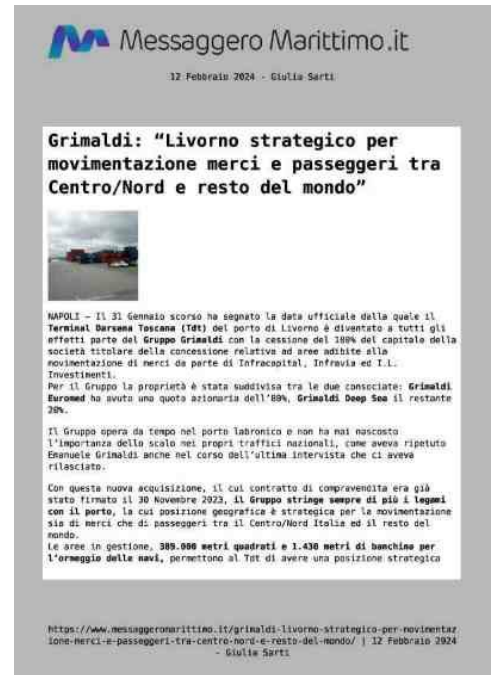 Messaggero Marittimo.it
12 Febbraio 2024 - Giulia Sarti
Grimaldi: “Livorno strategico per
movimentazione merci e passeggeri tra
Centro/Nord e resto del mondo”
NAPOLI – Il 31 Gennaio scorso ha segnato la data ufficiale dalla quale il
Terminal Darsena Toscana (Tdt) del porto di Livorno è diventato a tutti gli
effetti parte del Gruppo Grimaldi con la cessione del 100% del capitale della
società titolare della concessione relativa ad aree adibite alla
movimentazione di merci da parte di Infracapital, Infravia ed I.L.
Investimenti.
Per il Gruppo la proprietà è stata suddivisa tra le due consociate: Grimaldi
Euromed ha avuto una quota azionaria dell’80%, Grimaldi Deep Sea il restante
20%.
Il Gruppo opera da tempo nel porto labronico e non ha mai nascosto
l’importanza dello scalo nei propri traffici nazionali, come aveva ripetuto
Emanuele Grimaldi anche nel corso dell’ultima intervista che ci aveva
rilasciato.
Con questa nuova acquisizione, il cui contratto di compravendita era già
stato firmato il 30 Novembre 2023, il Gruppo stringe sempre di più i legami
con il porto, la cui posizione geografica è strategica per la movimentazione
sia di merci che di passeggeri tra il Centro/Nord Italia ed il resto del
mondo.
Le aree in gestione, 389.000 metri quadrati e 1.430 metri di banchina per
l’ormeggio delle navi, permettono al Tdt di avere una posizione strategica
https://www.messaggeromarittimo.it/grimaldi-livorno-strategico-per-movimentaz
ione-merci-e-passeggeri-tra-centro-nord-e-resto-del-mondo/ | 12 Febbraio 2024
- Giulia Sarti